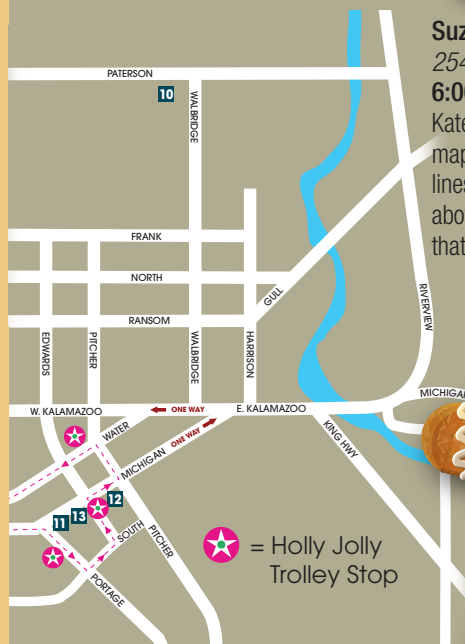 Suz
254
6:00
Kate
map
lines
abo
that
PATERSON
10
WALBRIDGE
FRANK
NORTH
GULL
RANSOM
RIVERVIEW
EDWARDS
PITCHER
WALBRIDGE
HARRISON
MICHIGAN
W. KALAMAZOO
ONE WAY
E. KALAMAZOO
WATER
MICHIGAN
ONE WAY
KING HWY
12
13
11
SOUTH
PITCHER
PORTAGE
= Holly Jolly
Trolley Stop